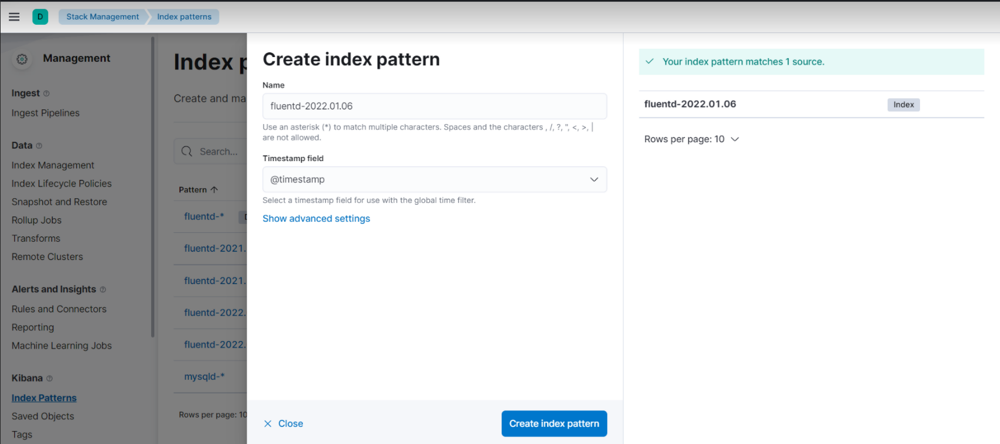 D
Stack Management
Index patterns
Management
Ingest
Ingest Pipelines
Data
Index Management
Index Lifecycle Policies
Snapshot and Restore
Rollup Jobs
Transforms
Remote Clusters
Alerts and Insights
Rules and Connectors
Reporting
Machine Learning Jobs
Kibana
Index Patterns
Saved Objects
Tags
Index p
Create and ma
Search...
Pattern ↑
fluentd-*
fluentd-2021.
fluentd-2021.
fluentd-2022.
fluentd-2022.
mysqld-*
Rows per page: 10
Create index pattern
Name
fluentd-2022.01.06
Use an asterisk (*) to match multiple characters. Spaces and the characters , /, ?, ", <, >, |
are not allowed.
Timestamp field
@timestamp
Select a timestamp field for use with the global time filter.
Show advanced settings
Close
Create index pattern
Your index pattern matches 1 source.
fluentd-2022.01.06 Index
Rows per page: 10